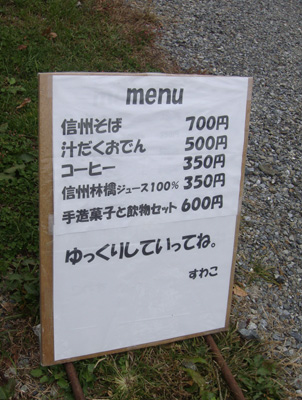 menu
信州そば 700円
汁だくおでん 500円
コーヒー 350円
信州林檎ジュース100% 350円
手造菓子と飲物セット 600円
ゆっくりしていってね。
すわこ